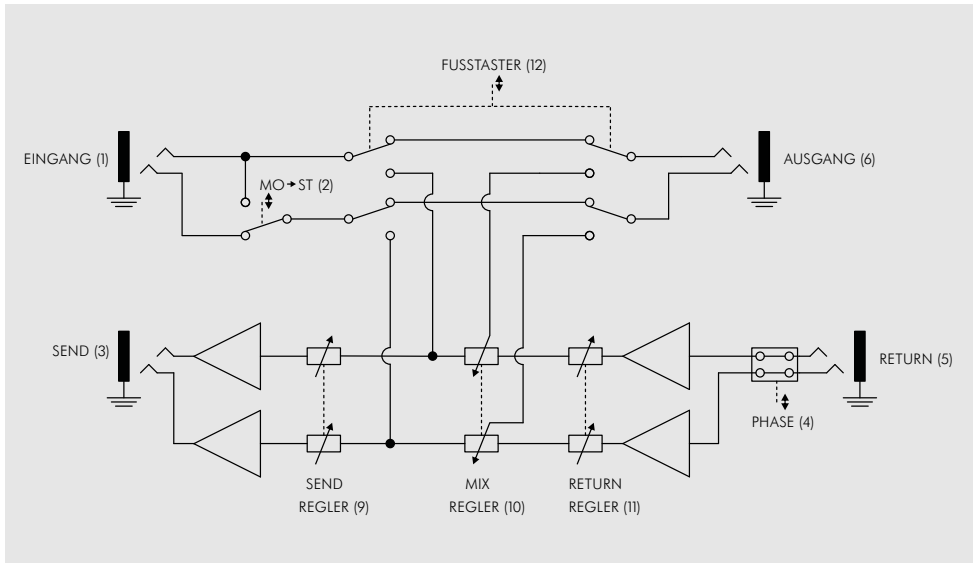 FUSSTASTER (12)
EINGANG (1)
AUSGANG (6)
MO➔ST (2)
SEND (3)
RETURN (5)
PHASE (4)
SEND
REGLER (9)
MIX
REGLER (10)
RETURN
REGLER (11)